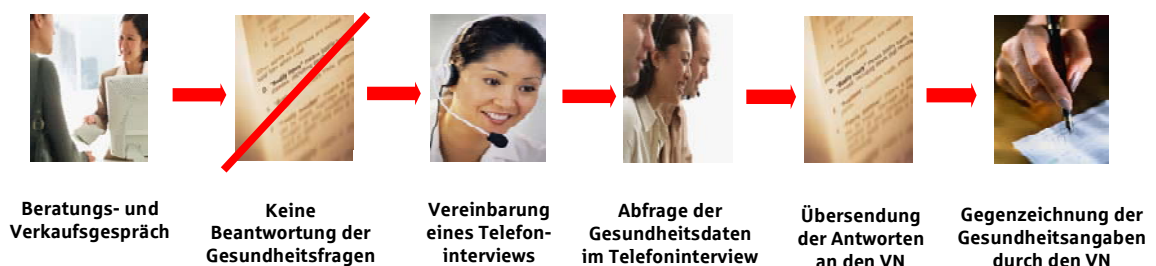 Beratungs- und
Verkaufsgespräch
Keine
Beantwortung der
Gesundheitsfragen
Vereinbarung
eines Telefon-
interviews
Abfrage der
Gesundheitsdaten
im Telefoninterview
Übersendung
der Antworten
an den VN
Gegenzeichnung der
Gesundheitsangaben
durch den VN